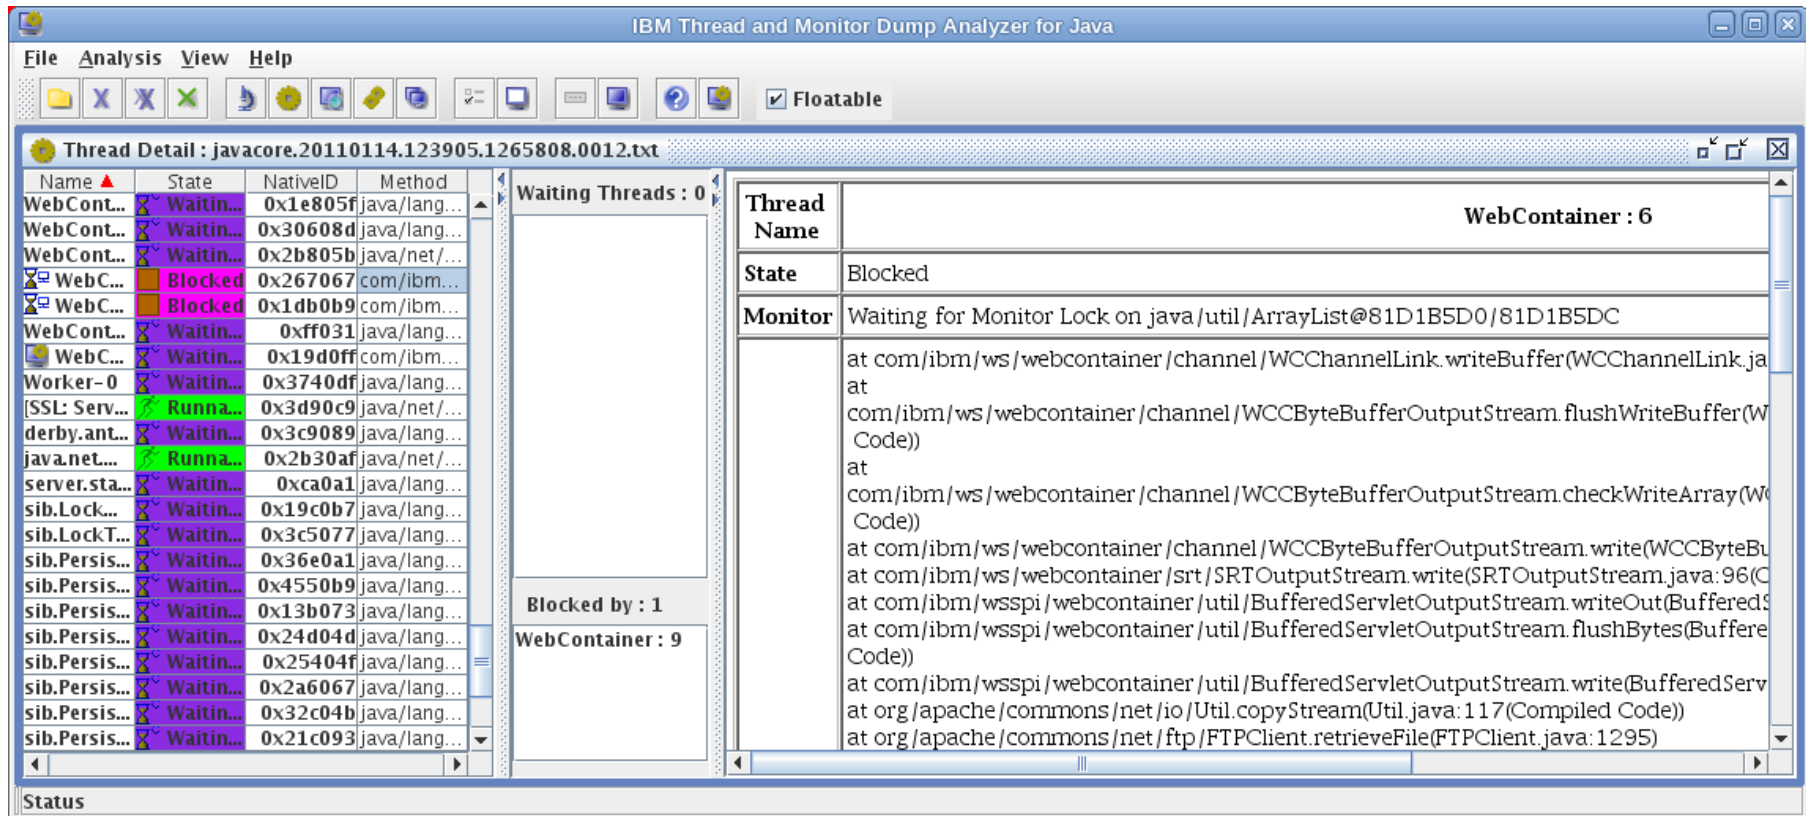 IBM Thread and Monitor Dump Analyzer for Java
File Analysis View Help
Floatable
Thread Detail : javacore.20110114.123905.1265808.0012.txt
Name State NativeID Method
WebCont... Waitin... 0x1e805f java/lang...
WebCont... Waitin... 0x30608d java/lang...
WebCont... Waitin... 0x2b805b java/net/...
WebC... Blocked 0x267067 com/ibm...
WebC... Blocked 0x1db0b9 com/ibm...
WebCont... Waitin... 0xff031 java/lang...
WebC... Waitin... 0x19d0ff com/ibm...
Worker-0 Waitin... 0x3740df java/lang...
[SSL: Serv... Runna... 0x3d90c9 java/net/...
derby.ant... Waitin... 0x3c9089 java/lang...
java.net.... Runna... 0x2b30af java/net/...
server.sta... Waitin... 0xca0a1 java/lang...
sib.Lock... Waitin... 0x19c0b7 java/lang...
sib.LockT... Waitin... 0x3c5077 java/lang...
sib.Persis... Waitin... 0x36e0a1 java/lang...
sib.Persis... Waitin... 0x4550b9 java/lang...
sib.Persis... Waitin... 0x13b073 java/lang...
sib.Persis... Waitin... 0x24d04d java/lang...
sib.Persis... Waitin... 0x25404f java/lang...
sib.Persis... Waitin... 0x2a6067 java/lang...
sib.Persis... Waitin... 0x32c04b java/lang...
sib.Persis... Waitin... 0x21c093 java/lang...
Waiting Threads : 0
Blocked by : 1
WebContainer : 9
Thread
Name
WebContainer : 6
State Blocked
Monitor Waiting for Monitor Lock on java/util/ArrayList@81D1B5D0/81D1B5DC
at com/ibm/ws/webcontainer/channel/WCChannelLink.writeBuffer(WCChannelLink.ja
at
com/ibm/ws/webcontainer/channel/WCCByteBufferOutputStream.flushWriteBuffer(W
Code))
at
com/ibm/ws/webcontainer/channel/WCCByteBufferOutputStream.checkWriteArray(WC
Code))
at com/ibm/ws/webcontainer/channel/WCCByteBufferOutputStream.write(WCCByteBu
at com/ibm/ws/webcontainer/srt/SRTOutputStream.write(SRTOutputStream.java:96(C
at com/ibm/wsspi/webcontainer/util/BufferedServletOutputStream.writeOut(BufferedS
at com/ibm/wsspi/webcontainer/util/BufferedServletOutputStream.flushBytes(Buffere
Code))
at com/ibm/wsspi/webcontainer/util/BufferedServletOutputStream.write(BufferedServ
at org/apache/commons/net/io/Util.copyStream(Util.java:117(Compiled Code))
at org/apache/commons/net/ftp/FTPClient.retrieveFile(FTPClient.java:1295)
Status